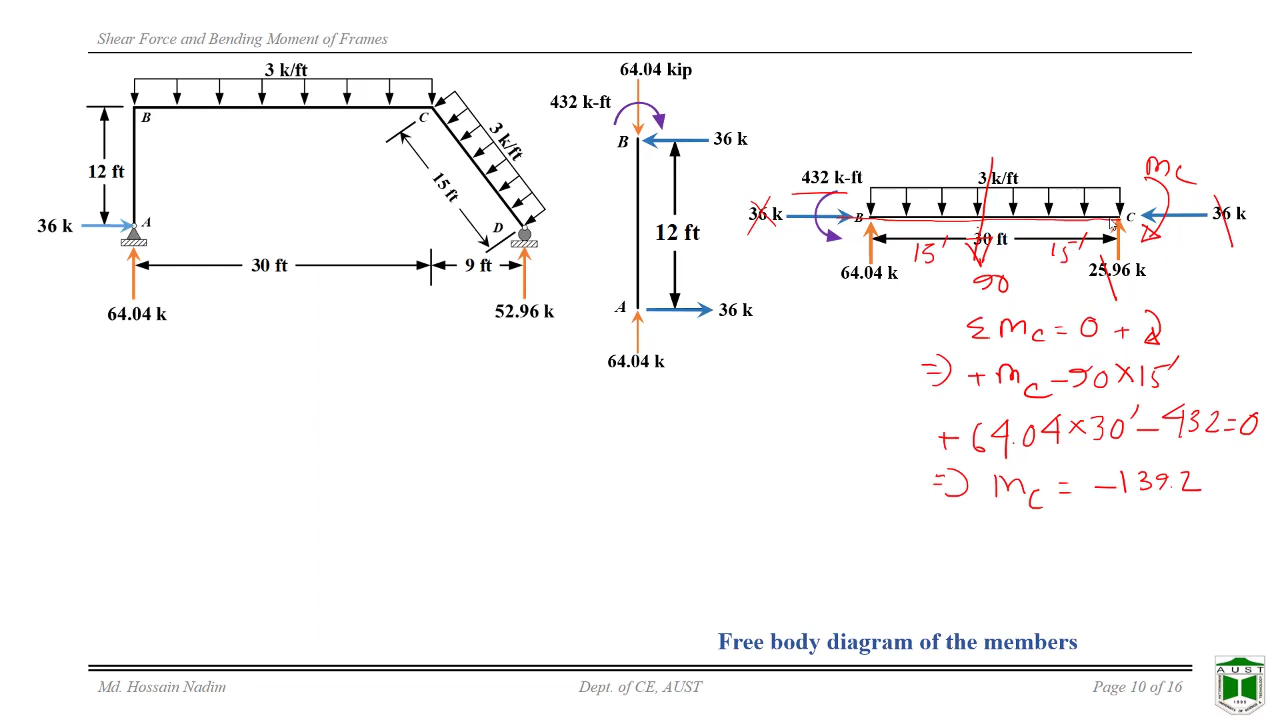 Shear Force and Bending Moment of Frames
3 k/ft
B
C
3 k/ft
12 ft
15 ft
36 k
A
D
30 ft
9 ft
64.04 k
52.96 k
64.04 kip
432 k-ft
B
36 k
12 ft
A
36 k
64.04 k
Mc
432 k-ft
3 k/ft
36 k
B
C
36 k
30 ft
15'
15'
64.04 k
25.96 k
90
Σ Mc = 0 +
⇒ + Mc - 90 × 15'
+ 64.04 × 30' - 432 = 0
⇒ Mc = -139.2
Free body diagram of the members
Md. Hossain Nadim
Dept. of CE, AUST
Page 10 of 16
AUST